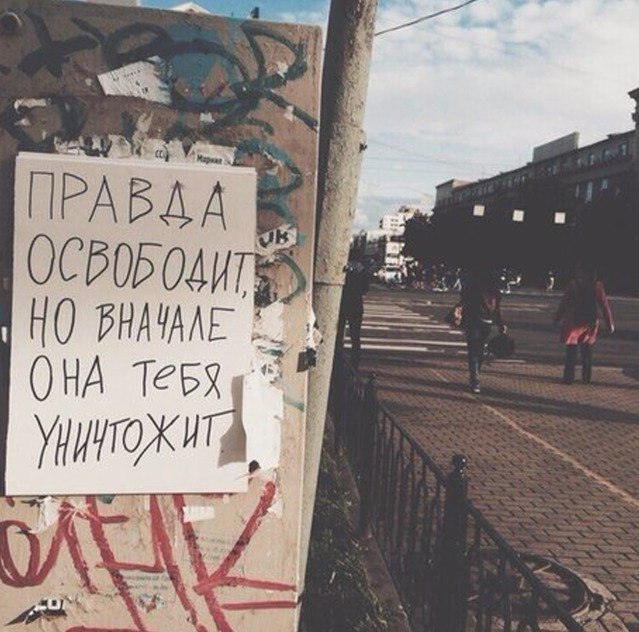 ПРАВДА
ОСВОБОДИТ,
НО ВНАЧАЛЕ
ОНА ТЕБЯ
УНИЧТОЖИТ